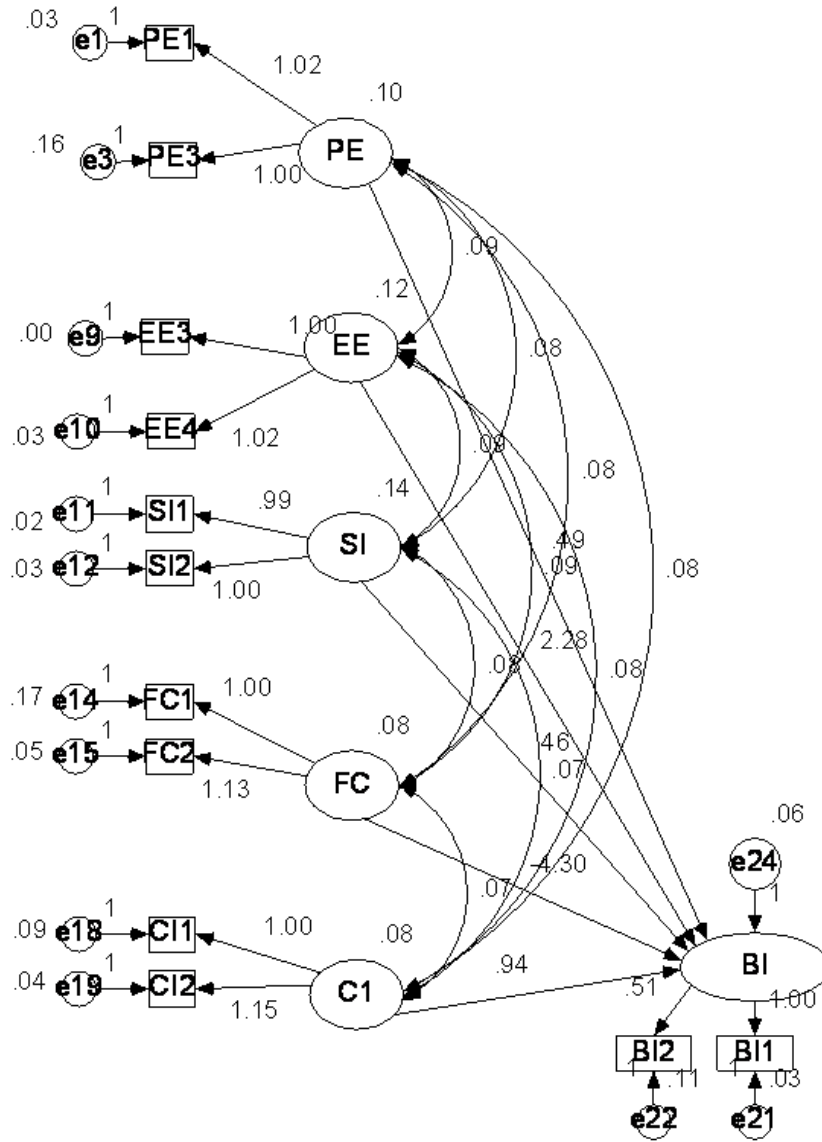 .03 1
e1 PE1
1.02
.10
.16 1
e3 PE3
PE
1.00
.09
.12
1
.00 e9 EE3
1.00
EE
.08
1
.03 e10 EE4
1.02
.09
.08
1
.02 e11 SI1
.99
.14
SI
1
.03 e12 SI2
1.00
.49
.09
.08
2.28
.08
.08
1
.17 e14 FC1
1.00
.08
1
.05 e15 FC2
1.13
FC
.46
.07
.06
e24
1
-4.30
.07
1
.09 e18 CI1
1.00
.08
1
.04 e19 CI2
1.15
C1
.94
BI
.51
1.00
BI2 BI1
1 .11 1 .03
e22 e21